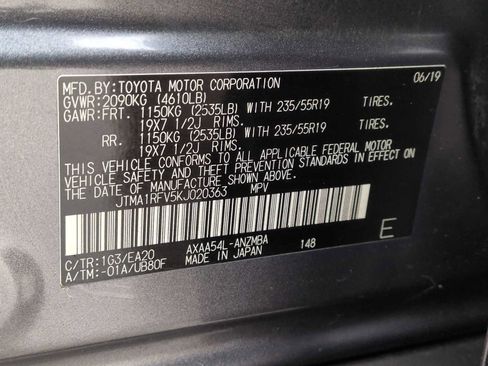 MFD.BY:TOYOTA MOTOR CORPORATION 06/19
GVWR: 2090KG (4610LB)
GAWR:FRT. 1150KG (2535LB) WITH 235/55R19 TIRES.
19X7 1/2J RIMS.
RR. 1150KG (2535LB) WITH 235/55R19 TIRES.
19X7 1/2J RIMS.
THIS VEHICLE CONFORMS TO ALL APPLICABLE FEDERAL MOTOR
VEHICLE SAFETY AND THEFT PREVENTION STANDARDS IN EFFECT ON
THE DATE OF MANUFACTURE SHOWN ABOVE.
JTMA1RFV5KJ020363 MPV
E
C/TR:1G3/EA20 AXAA54L-ANZMBA 148
A/TM:-01A/UB80F MADE IN JAPAN